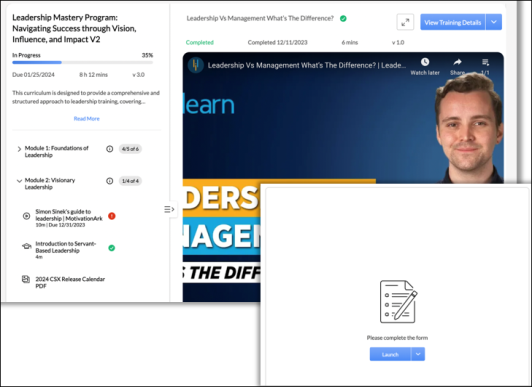 Leadership Mastery Program:
Navigating Success through Vision,
Influence, and Impact V2
In Progress 35%
Due 01/25/2024 8 h 12 mins v 3.0
This curriculum is designed to provide a comprehensive and
structured approach to leadership training, covering...
Read More
Module 1: Foundations of
Leadership
4/5 of 6
Module 2: Visionary
Leadership
1/4 of 4
Simon Sinek's guide to
leadership | MotivationArk
10m | Due 12/31/2023
Introduction to Servant-
Based Leadership
4m
2024 CSX Release Calendar
PDF
Leadership Vs Management What's The Difference?
View Training Details
Completed Completed 12/11/2023 6 mins v 1.0
Leadership Vs Management What's The Difference? | Leade...
Watch later
Share
1/1
learn
DERS
NAGE
S THE DIFF
Please complete the form
Launch